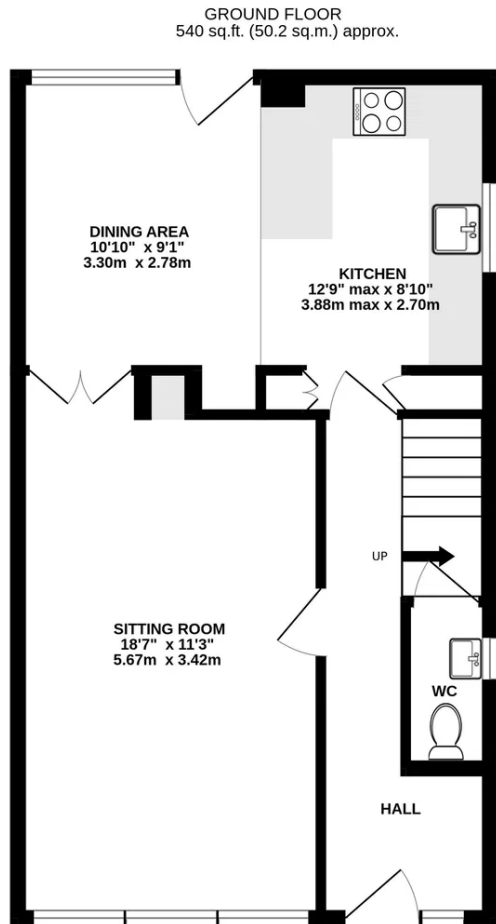 GROUND FLOOR
540 sq.ft. (50.2 sq.m.) approx.
DINING AREA
10'10" x 9'1"
3.30m x 2.78m
KITCHEN
12'9" max x 8'10"
3.88m max x 2.70m
UP
SITTING ROOM
18'7" x 11'3"
5.67m x 3.42m
WC
HALL